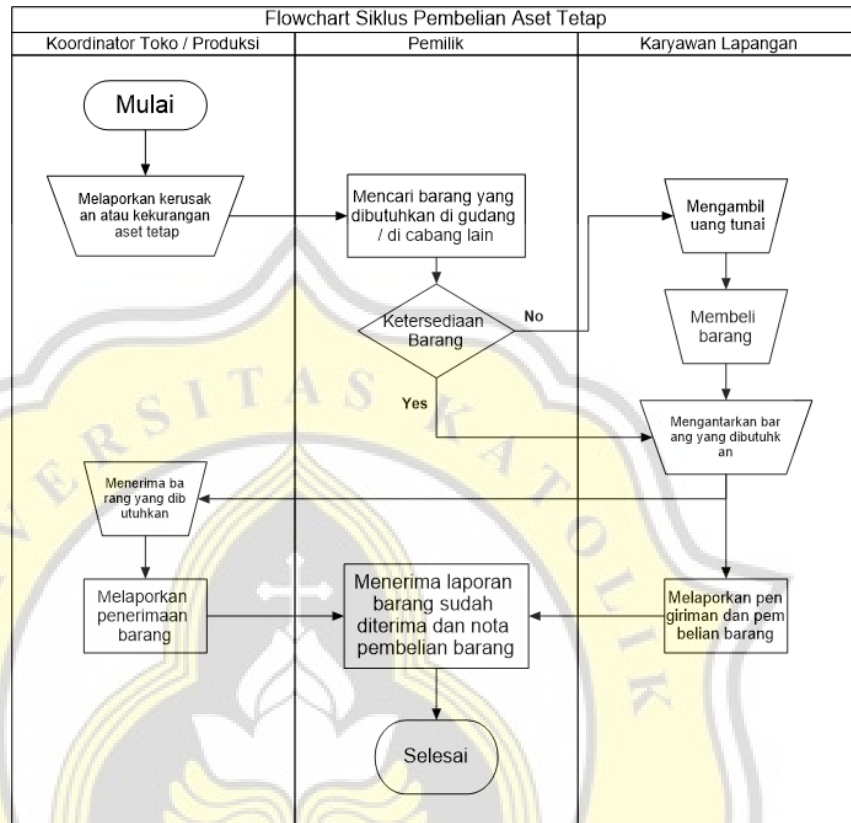 Flowchart Siklus Pembelian Aset Tetap
Koordinator Toko / Produksi
Pemilik
Karyawan Lapangan
Mulai
Melaporkan kerusak
an atau kekurangan
aset tetap
Mencari barang yang
dibutuhkan di gudang
/ di cabang lain
Mengambil
uang tunai
Ketersediaan
Barang
No
Yes
Membeli
barang
Mengantarkan bar
ang yang dibutuhk
an
Menerima ba
rang yang dib
utuhkan
Melaporkan
penerimaan
barang
Menerima laporan
barang sudah
diterima dan nota
pembelian barang
Melaporkan pen
giriman dan pem
belian barang
Selesai
VERSITAS KATOLIK